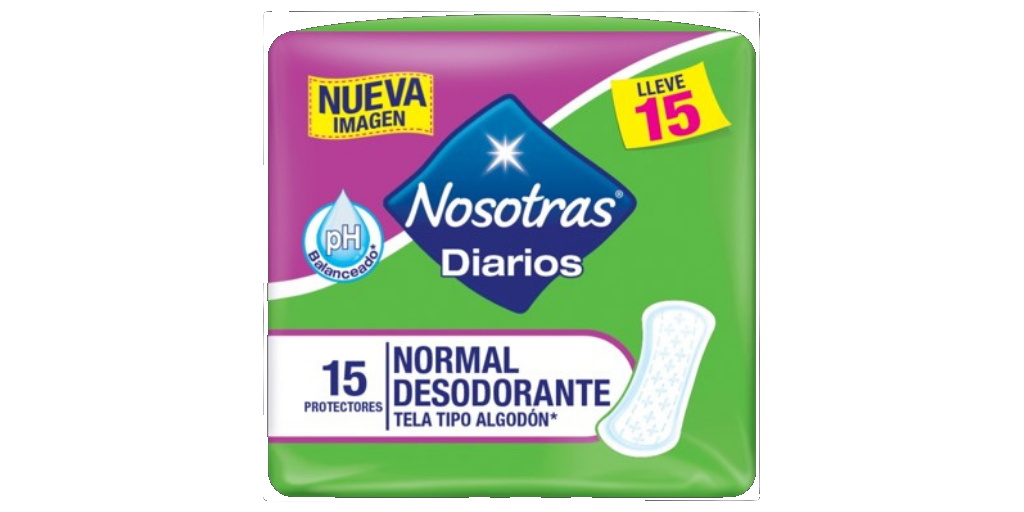 NUEVA
IMAGEN
LLEVE
15
Nosotras®
Diarios
pH
Balanceado*
15
PROTECTORES
NORMAL
DESODORANTE
TELA TIPO ALGODÓN*